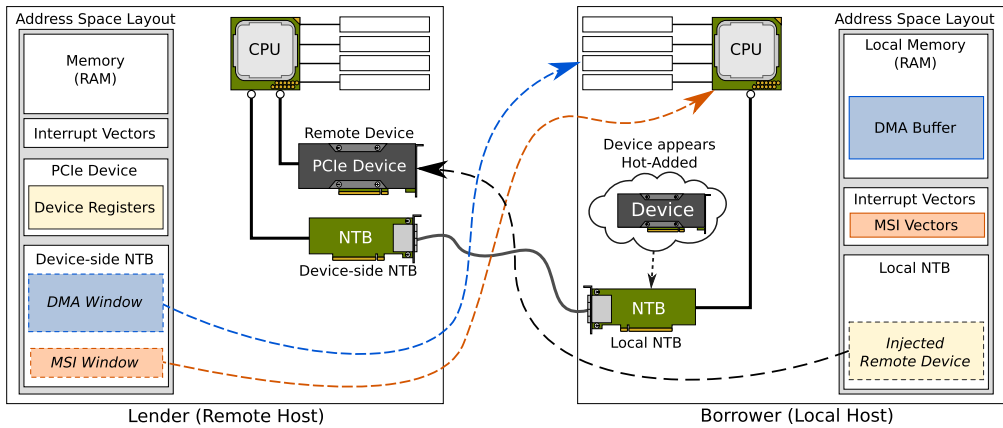 Address Space Layout
Memory
(RAM)
Interrupt Vectors
PCIe Device
Device Registers
Device-side NTB
DMA Window
MSI Window
CPU
Remote Device
PCIe Device
NTB
Device-side NTB
Lender (Remote Host)
CPU
Device appears
Hot-Added
Device
NTB
Local NTB
Address Space Layout
Local Memory
(RAM)
DMA Buffer
Interrupt Vectors
MSI Vectors
Local NTB
Injected
Remote Device
Borrower (Local Host)